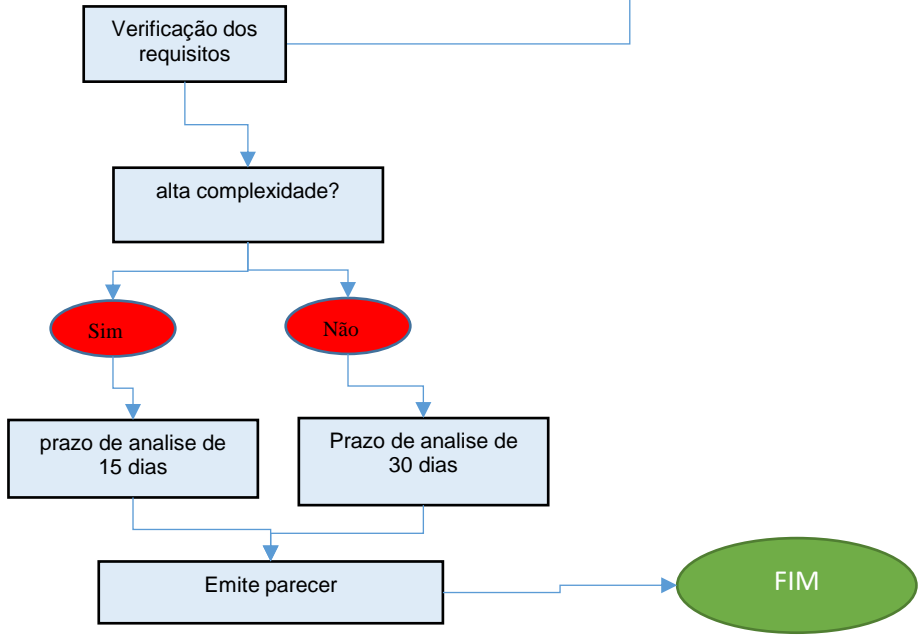 Verificação dos
requisitos
alta complexidade?
Sim
Não
prazo de analise de
15 dias
Prazo de analise de
30 dias
Emite parecer
FIM